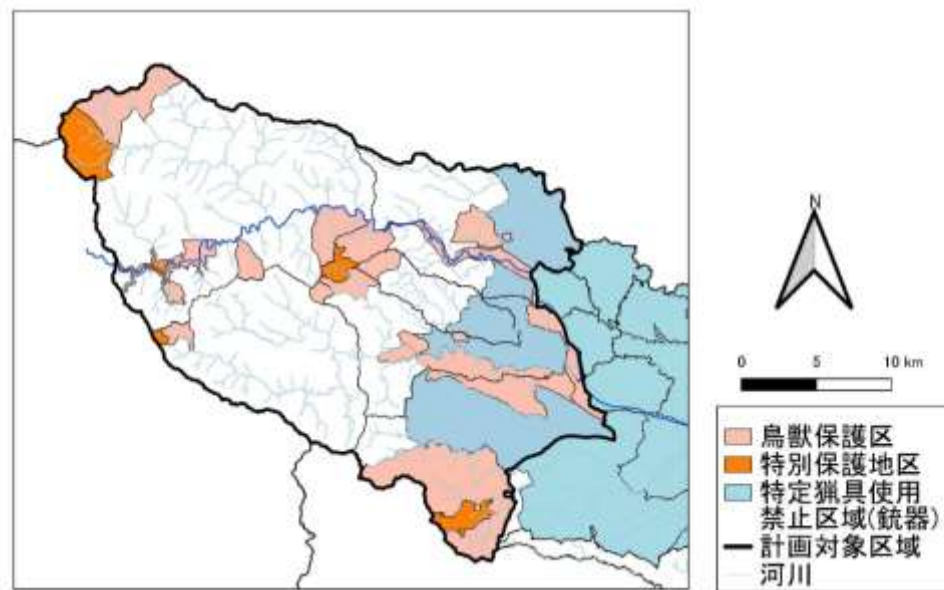 N
0 5 10 km
鳥獣保護区
特別保護地区
特定猟具使用
禁止区域(銃器)
計画対象区域
河川